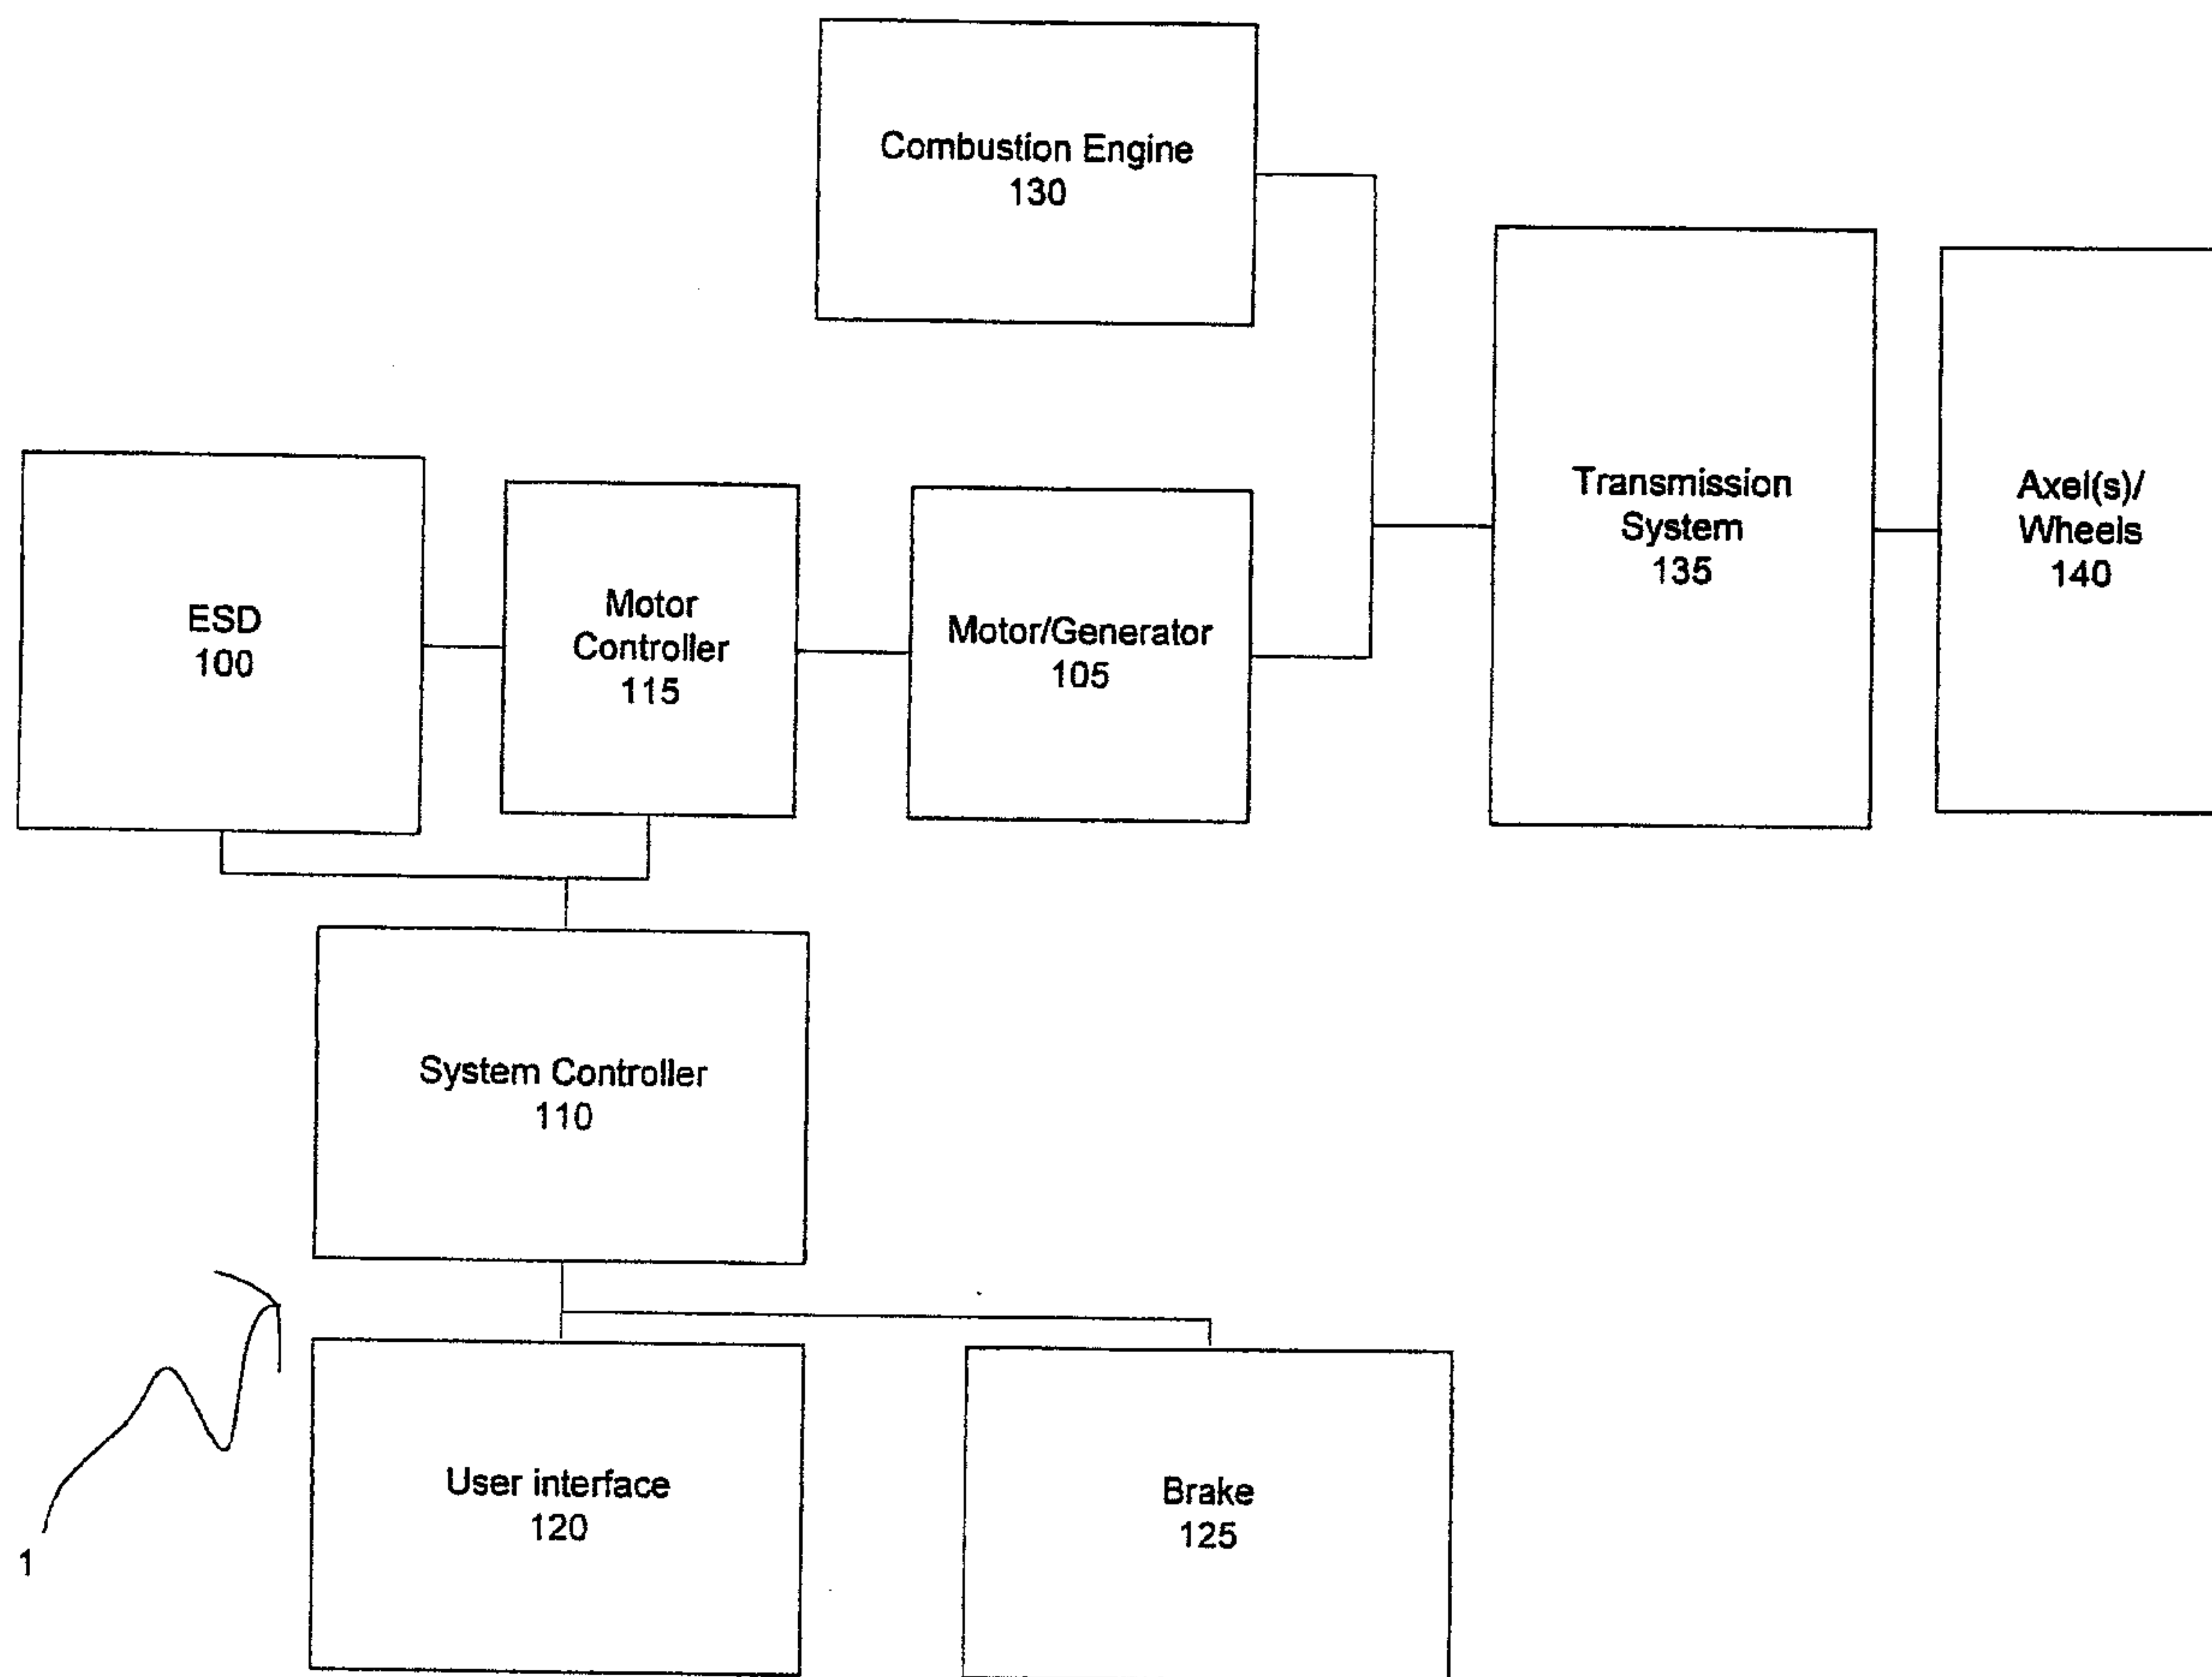 Combustion Engine
130
Transmission
System
135
Axel(s)/
Wheels
140
ESD
100
Motor
Controller
115
Motor/Generator
105
System Controller
110
User interface
120
Brake
125
1